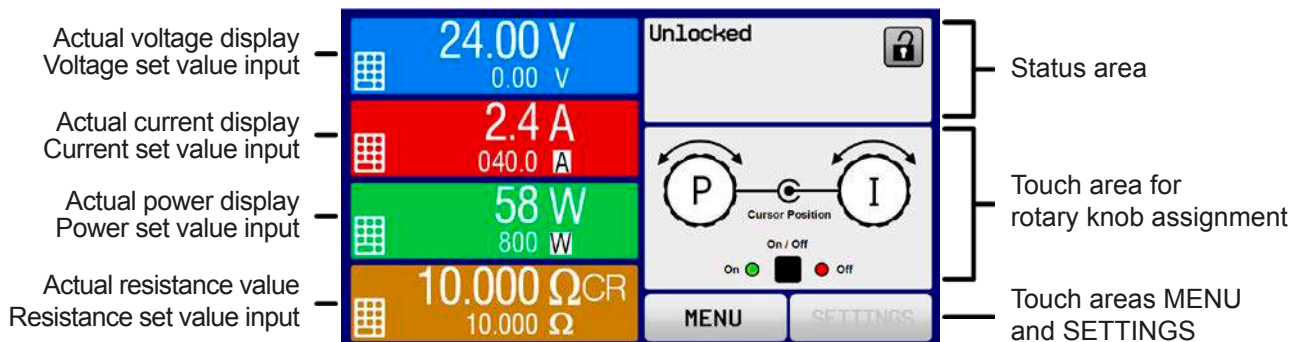 Actual voltage display
Voltage set value input
Actual current display
Current set value input
Actual power display
Power set value input
Actual resistance value
Resistance set value input
24.00 V
0.00 V
2.4 A
040.0 A
58 W
800 W
10.000 ΩCR
10.000 Ω
Unlocked
P
I
Cursor Position
On / Off
On
Off
MENU
SETTINGS
Status area
Touch area for
rotary knob assignment
Touch areas MENU
and SETTINGS